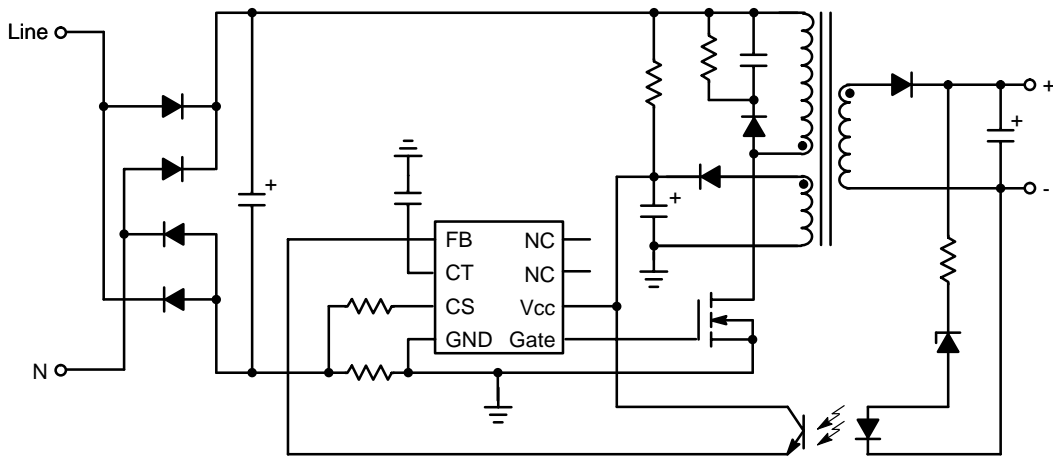 Line
N
+
+
+
+
-
FB
CT
CS
GND
NC
NC
Vcc
Gate